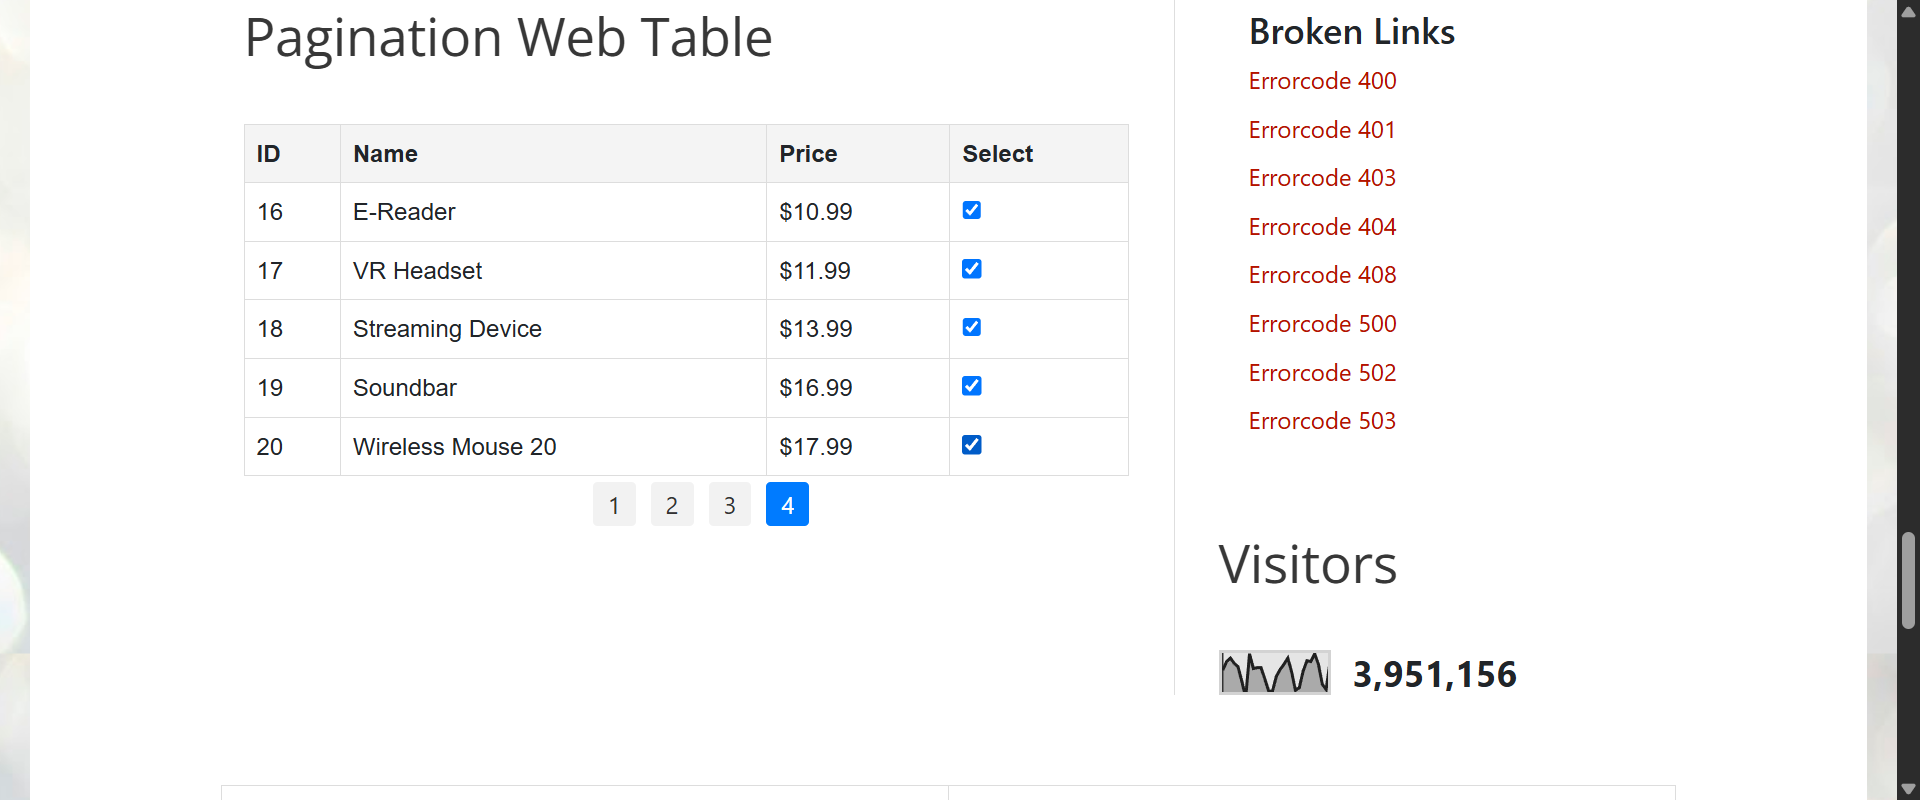 Pagination Web Table
ID Name Price Select
16 E-Reader $10.99
17 VR Headset $11.99
18 Streaming Device $13.99
19 Soundbar $16.99
20 Wireless Mouse 20 $17.99
1 2 3 4
Broken Links
Errorcode 400
Errorcode 401
Errorcode 403
Errorcode 404
Errorcode 408
Errorcode 500
Errorcode 502
Errorcode 503
Visitors
3,951,156